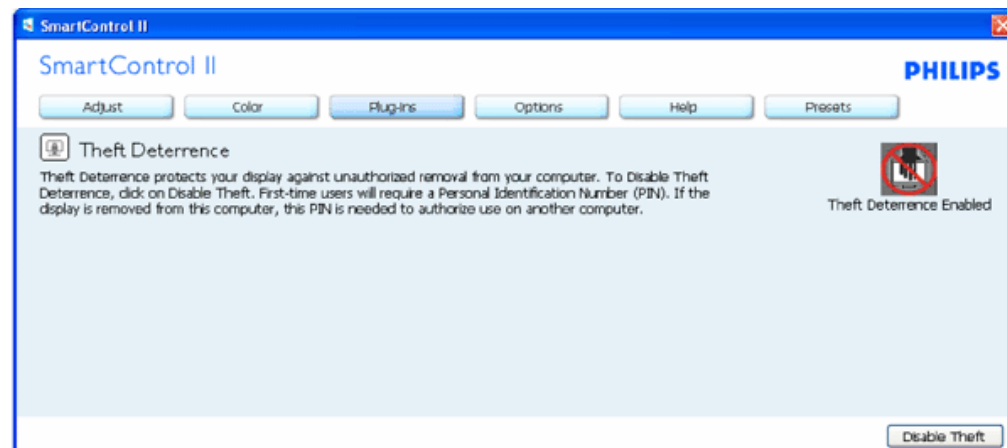 SmartControl II
SmartControl II
PHILIPS
Adjust
Color
Plug-Ins
Options
Help
Presets
Theft Deterrence
Theft Deterrence protects your display against unauthorized removal from your computer. To Disable Theft
Deterrence, click on Disable Theft. First-time users will require a Personal Identification Number (PIN). If the
display is removed from this computer, this PIN is needed to authorize use on another computer.
Theft Deterrence Enabled
Disable Theft